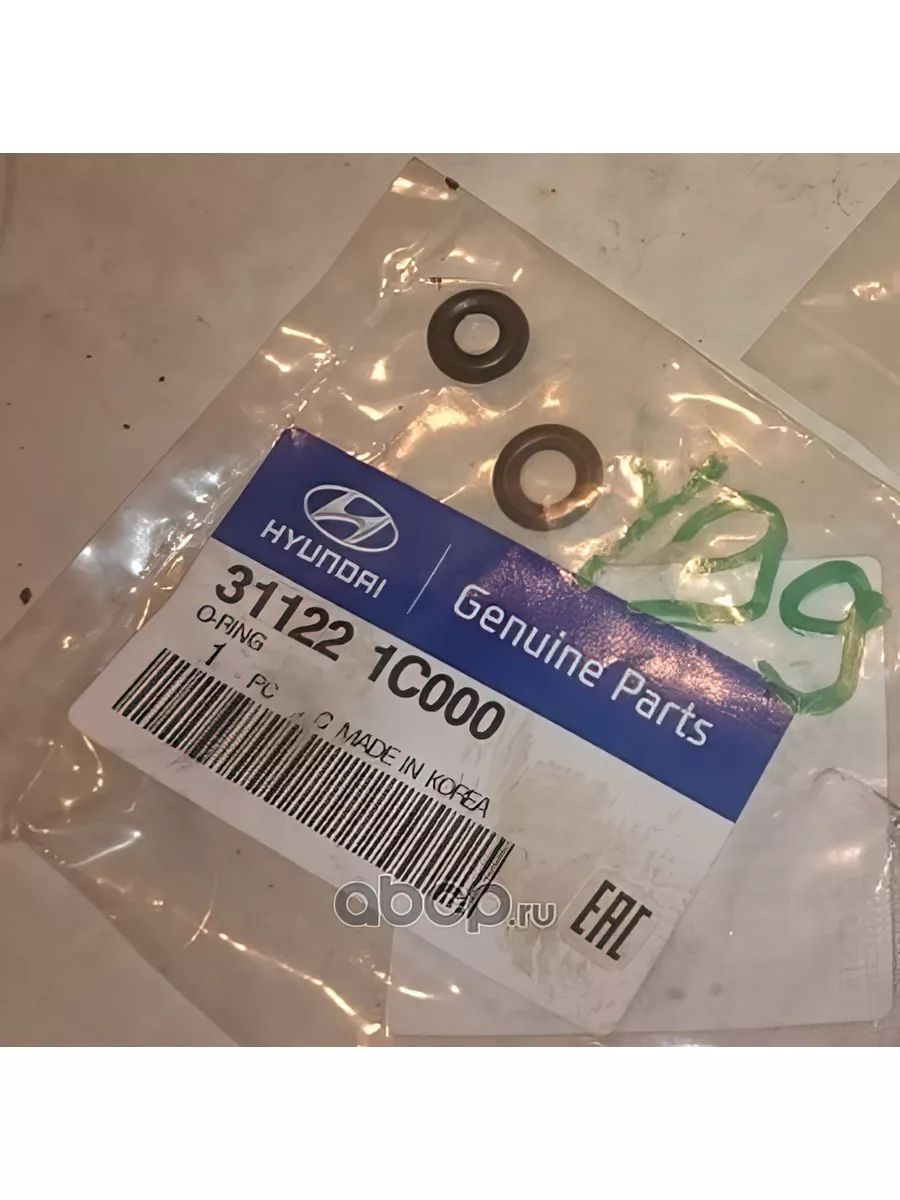 HYUNDAI
Genuine Parts
31122 1C000
O-RING
1 PC
MADE IN KOREA
EAC
abcp.ru